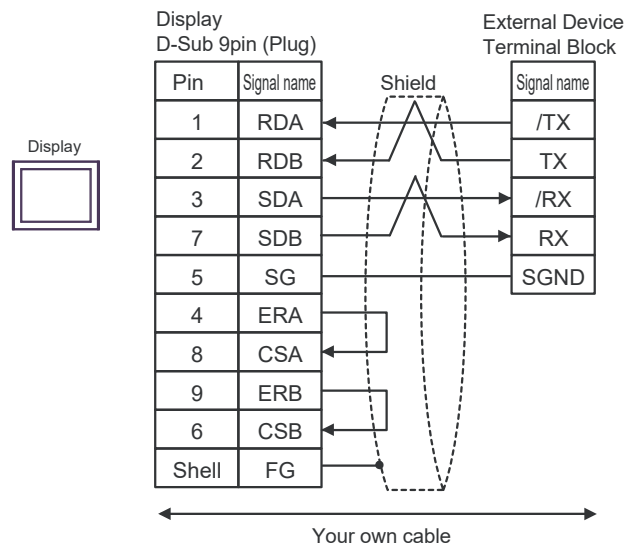 Display
D-Sub 9pin (Plug)
External Device
Terminal Block
Pin Signal name Shield Signal name
1 RDA /TX
2 RDB TX
Display
3 SDA /RX
7 SDB RX
5 SG SGND
4 ERA
8 CSA
9 ERB
6 CSB
Shell FG
Your own cable